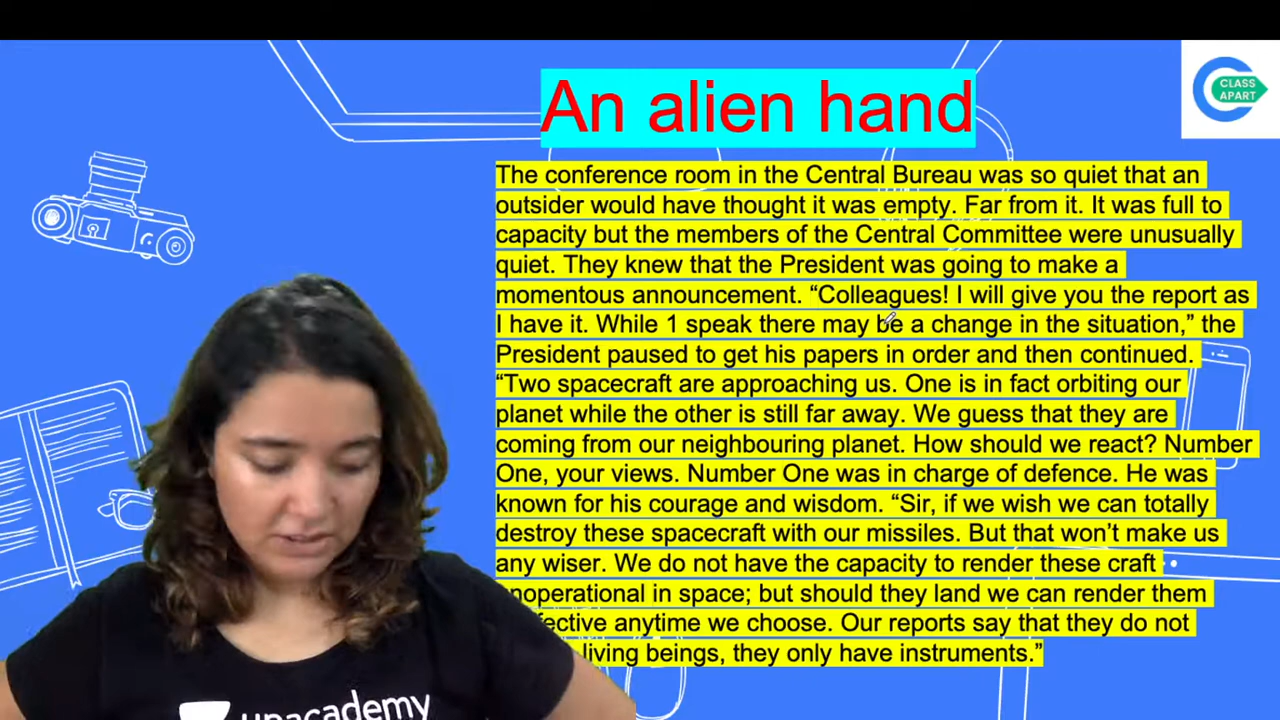 An alien hand
CLASS
APART
The conference room in the Central Bureau was so quiet that an
outsider would have thought it was empty. Far from it. It was full to
capacity but the members of the Central Committee were unusually
quiet. They knew that the President was going to make a
momentous announcement. “Colleagues! I will give you the report as
I have it. While 1 speak there may be a change in the situation,” the
President paused to get his papers in order and then continued.
“Two spacecraft are approaching us. One is in fact orbiting our
planet while the other is still far away. We guess that they are
coming from our neighbouring planet. How should we react? Number
One, your views. Number One was in charge of defence. He was
known for his courage and wisdom. “Sir, if we wish we can totally
destroy these spacecraft with our missiles. But that won’t make us
any wiser. We do not have the capacity to render these craft
noperational in space; but should they land we can render them
fective anytime we choose. Our reports say that they do not
living beings, they only have instruments.”
unacademy